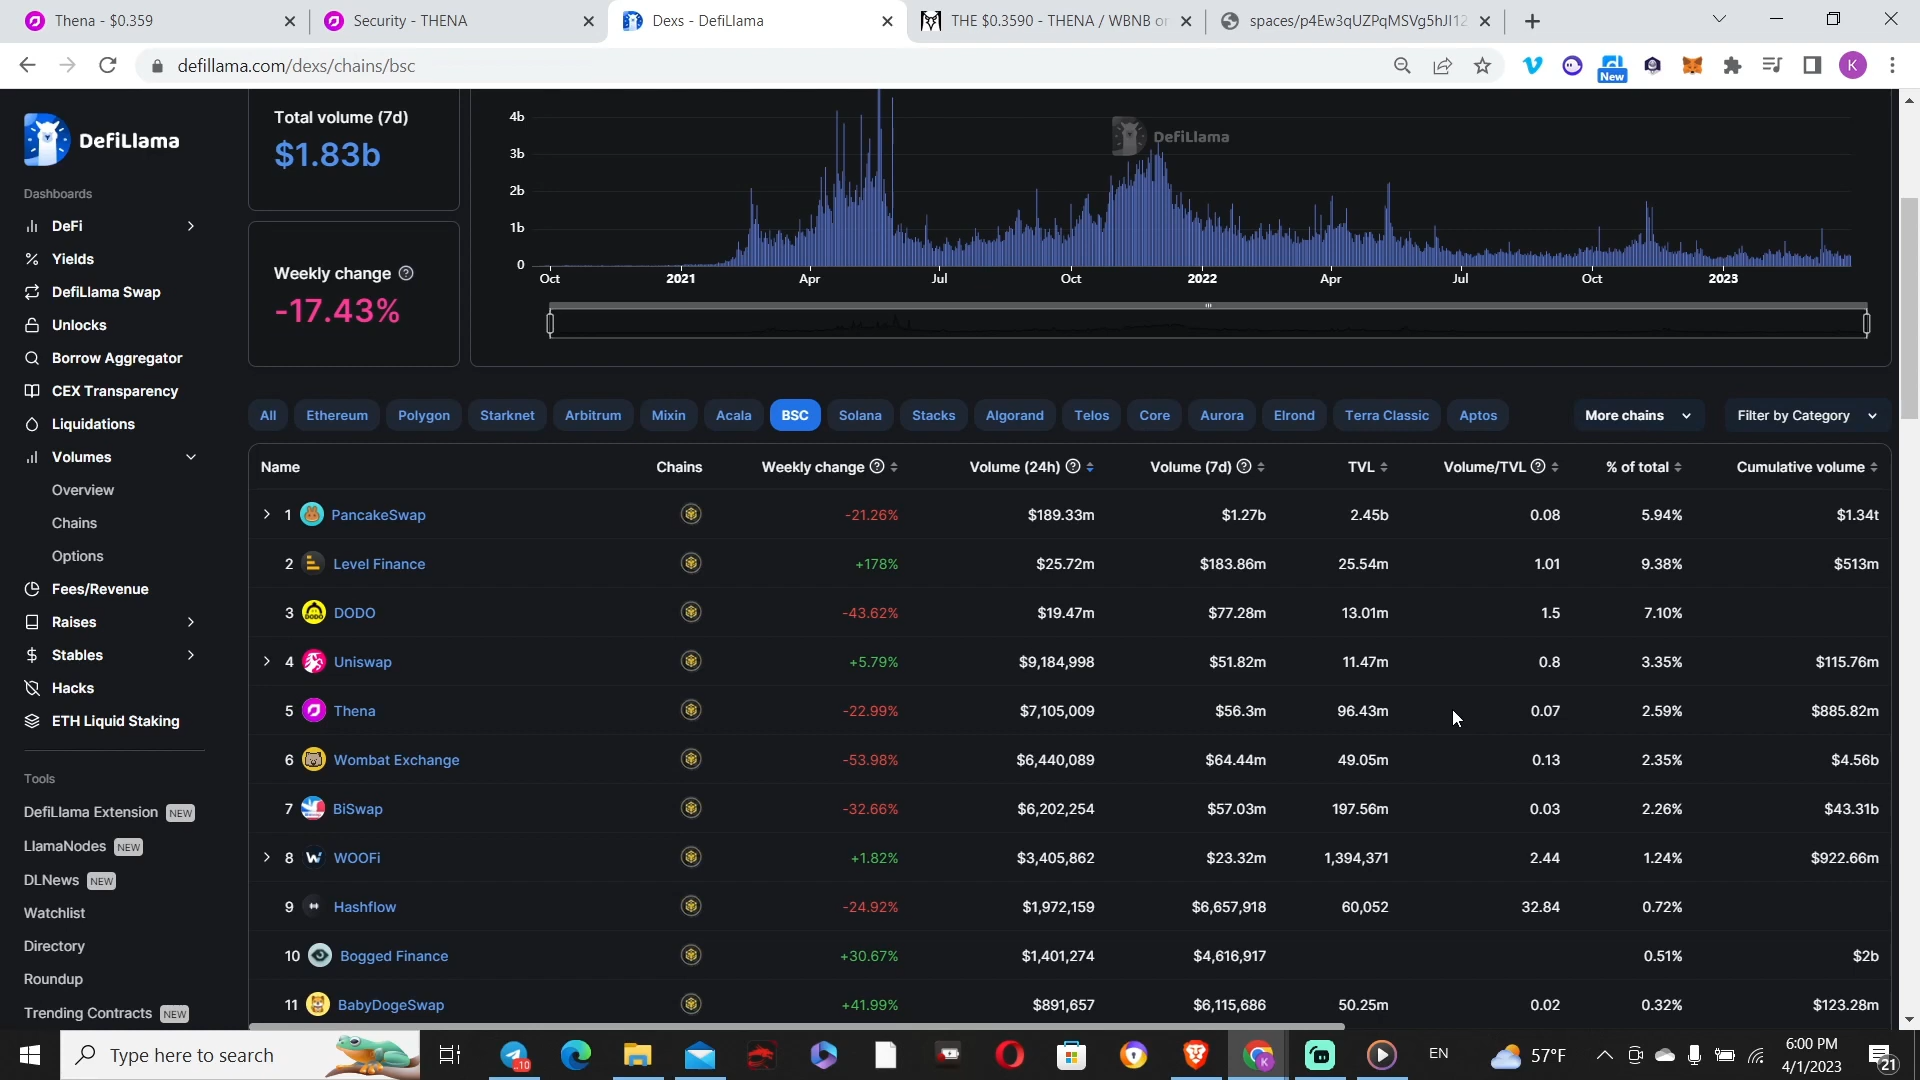 Thena - $0.359
Security - THENA
Dexs - DefiLlama
THE $0.3590 - THENA / WBNB on
spaces/p4Ew3qUZPqMSVg5hJI12
defillama.com/dexs/chains/bsc
New
K
DefiLlama
Dashboards
DeFi
Yields
DefiLlama Swap
Unlocks
Borrow Aggregator
CEX Transparency
Liquidations
Volumes
Overview
Chains
Options
Fees/Revenue
Raises
Stables
Hacks
ETH Liquid Staking
Tools
DefiLlama Extension NEW
LlamaNodes NEW
DLNews NEW
Watchlist
Directory
Roundup
Trending Contracts NEW
Total volume (7d)
$1.83b
Weekly change
-17.43%
4b
3b
2b
1b
0
DefiLlama
Oct 2021 Apr Jul Oct 2022 Apr Jul Oct 2023
All Ethereum Polygon Starknet Arbitrum Mixin Acala BSC Solana Stacks Algorand Telos Core Aurora Elrond Terra Classic Aptos More chains Filter by Category
Name Chains Weekly change Volume (24h) Volume (7d) TVL Volume/TVL % of total Cumulative volume
1 PancakeSwap -21.26% $189.33m $1.27b 2.45b 0.08 5.94% $1.34t
2 Level Finance +178% $25.72m $183.86m 25.54m 1.01 9.38% $513m
3 DODO -43.62% $19.47m $77.28m 13.01m 1.5 7.10%
4 Uniswap +5.79% $9,184,998 $51.82m 11.47m 0.8 3.35% $115.76m
5 Thena -22.99% $7,105,009 $56.3m 96.43m 0.07 2.59% $885.82m
6 Wombat Exchange -53.98% $6,440,089 $64.44m 49.05m 0.13 2.35% $4.56b
7 BiSwap -32.66% $6,202,254 $57.03m 197.56m 0.03 2.26% $43.31b
8 WOOFi +1.82% $3,405,862 $23.32m 1,394,371 2.44 1.24% $922.66m
9 Hashflow -24.92% $1,972,159 $6,657,918 60,052 32.84 0.72%
10 Bogged Finance +30.67% $1,401,274 $4,616,917 0.51% $2b
11 BabyDogeSwap +41.99% $891,657 $6,115,686 50.25m 0.02 0.32% $123.28m
Type here to search
10
EN
57°F
6:00 PM
4/1/2023
21